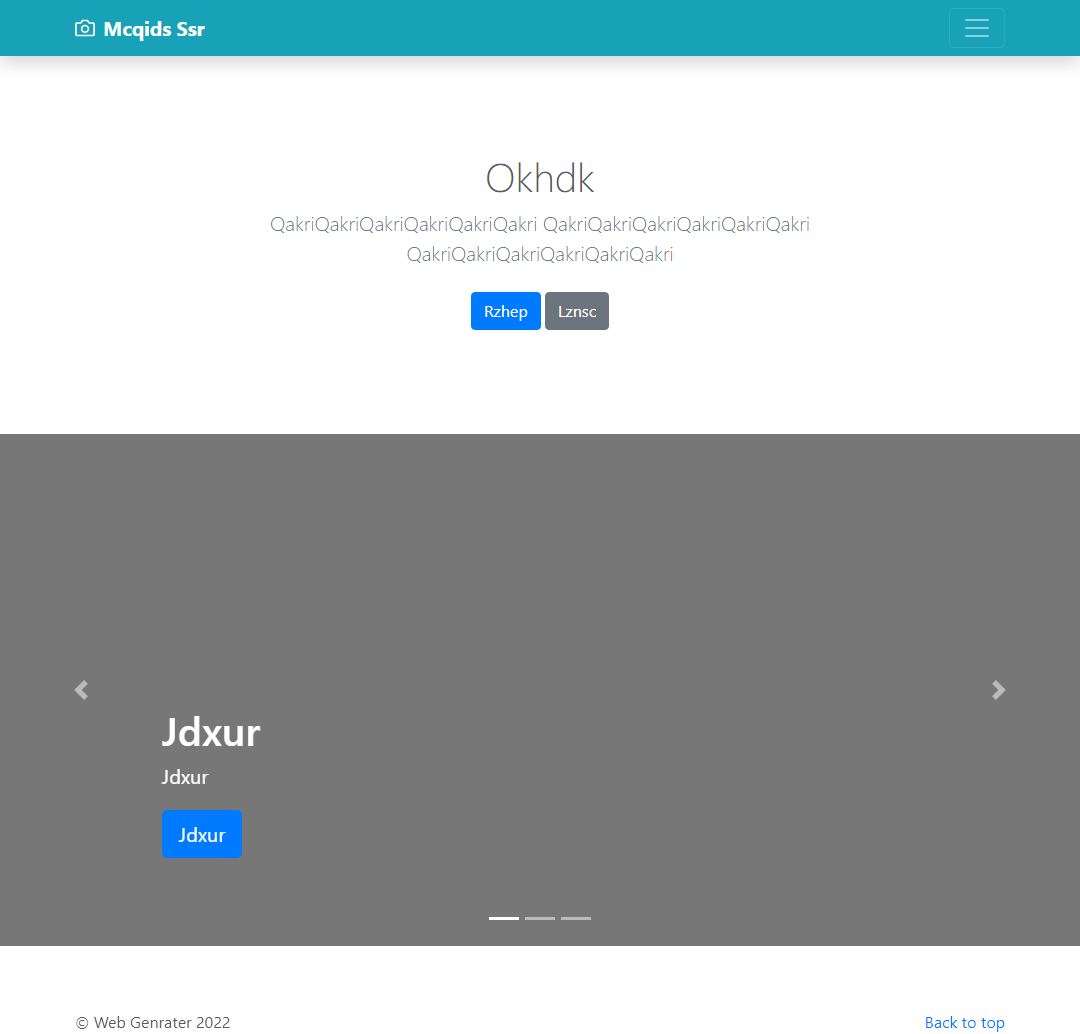 Mcqids Ssr
Okhdk
QakriQakriQakriQakriQakriQakri QakriQakriQakriQakriQakriQakri
QakriQakriQakriQakriQakriQakri
Rzhep Lznsc
Jdxur
Jdxur
Jdxur
© Web Genrater 2022
Back to top